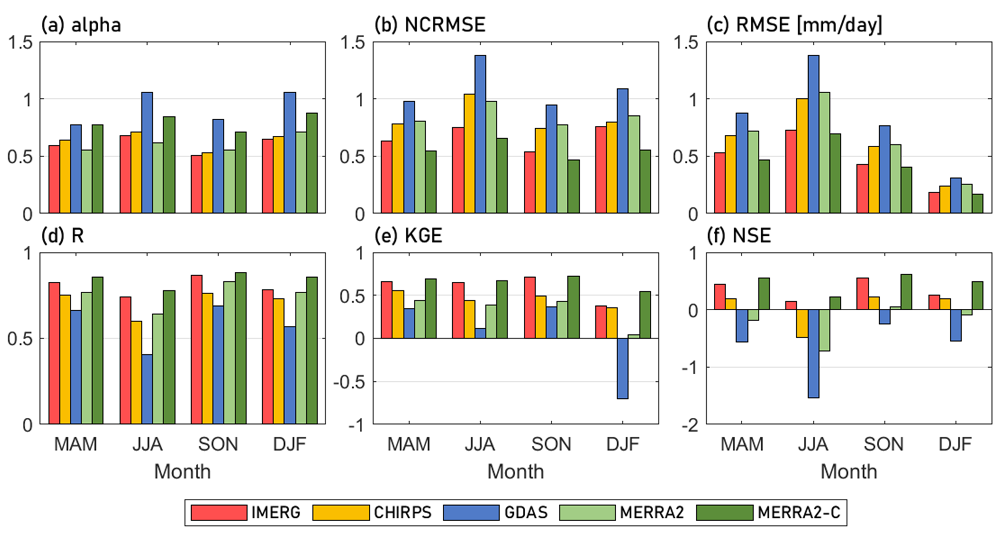 (a) alpha
(b) NCRMSE
(c) RMSE [mm/day]
1.5
1
0.5
0
1.5
1
0.5
0
1.5
1
0.5
0
(d) R
(e) KGE
(f) NSE
1
0.5
0
1
0.5
0
-0.5
-1
1
0
-1
-2
MAM JJA SON DJF
MAM JJA SON DJF
MAM JJA SON DJF
Month
Month
Month
IMERG CHIRPS GDAS MERRA2 MERRA2-C